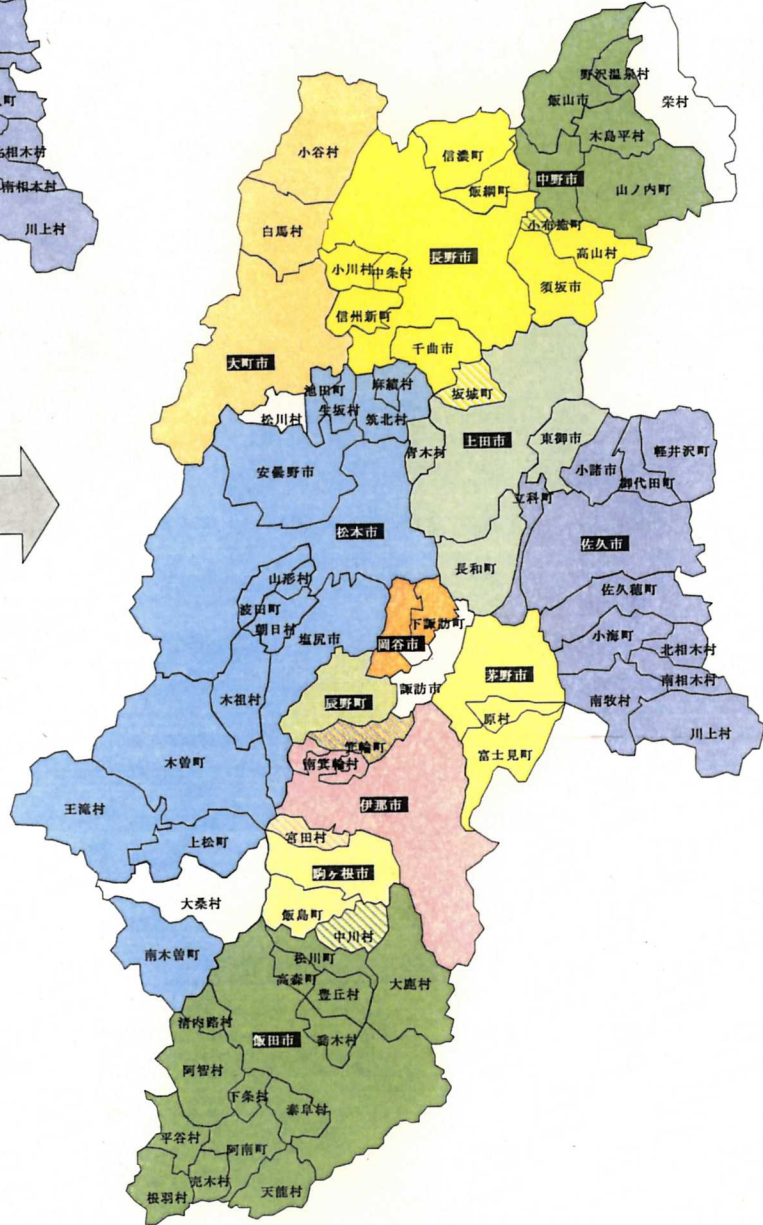 町
北相木村
南相木村
川上村
野沢温泉村
飯山市
栄村
木島平村
中野市
山ノ内町
小谷村
信濃町
飯綱町
白馬村
小布施町
高山村
長野市
小川村
中条村
須坂市
信州新町
千曲市
大町市
池田町
麻績村
坂城町
生坂村
松川村
筑北村
上田市
東御市
青木村
安曇野市
小諸市
軽井沢町
御代田町
立科町
松本市
佐久市
山形村
長和町
佐久穂町
波田町
朝日村
塩尻市
下諏訪町
小海町
岡谷市
北相木村
茅野市
南相木村
木祖村
辰野町
諏訪市
南牧村
原村
川上村
箕輪町
富士見町
木曽町
南箕輪村
伊那市
王滝村
上松町
宮田村
駒ヶ根市
大桑村
飯島町
中川村
南木曽町
松川町
高森町
大鹿村
豊丘村
清内路村
飯田市
喬木村
阿智村
下条村
泰阜村
平谷村
阿南町
売木村
根羽村
天龍村